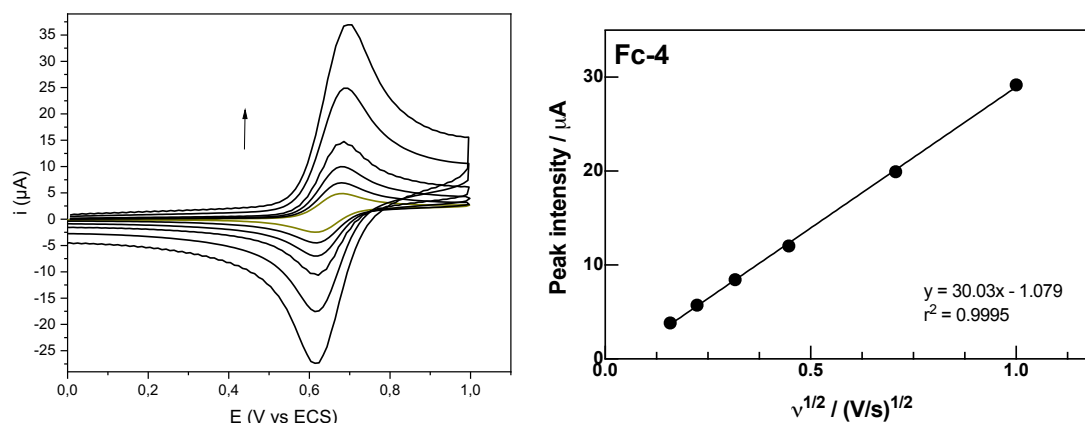 35
30
25
20
15
10
5
0
-5
-10
-15
-20
-25
i (µA)
0,0 0,2 0,4 0,6 0,8 1,0
E (V vs ECS)
Fc-4
30
20
10
0
Peak intensity / µA
y = 30.03x - 1.079
r² = 0.9995
0.0 0.5 1.0
ν^1/2 / (V/s)^1/2